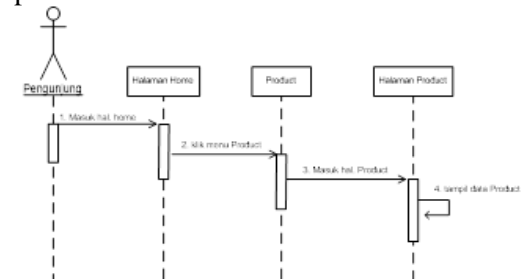 Halaman Home
Product
Halaman Product
Pengunjung
1. Masuk hal. home
2. klik menu Product
3. Masuk hal. Product
4. tampil data Product